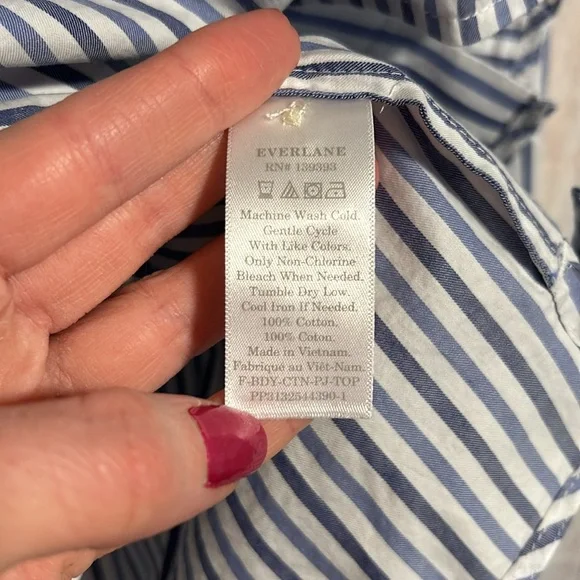 EVERLANE
RN# 139393
Machine Wash Cold.
Gentle Cycle
With Like Colors.
Only Non-Chlorine
Bleach When Needed.
Tumble Dry Low.
Cool Iron If Needed.
100% Cotton.
100% Coton.
Made in Vietnam.
Fabriqué au Viêt-Nam.
F-BDY-CTN-PJ-TOP
PP3132544390-1